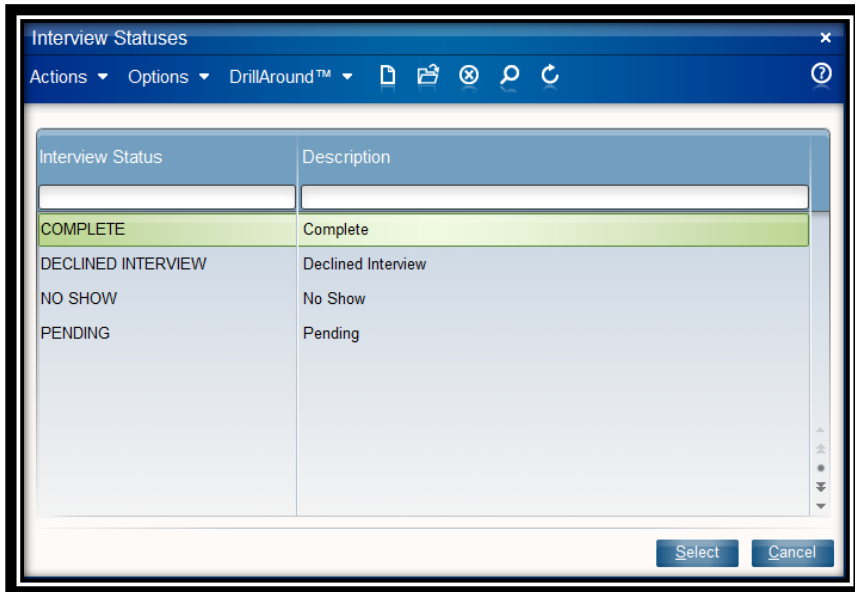 Interview Statuses
Actions Options DrillAround™
Interview Status Description
COMPLETE Complete
DECLINED INTERVIEW Declined Interview
NO SHOW No Show
PENDING Pending
Select Cancel